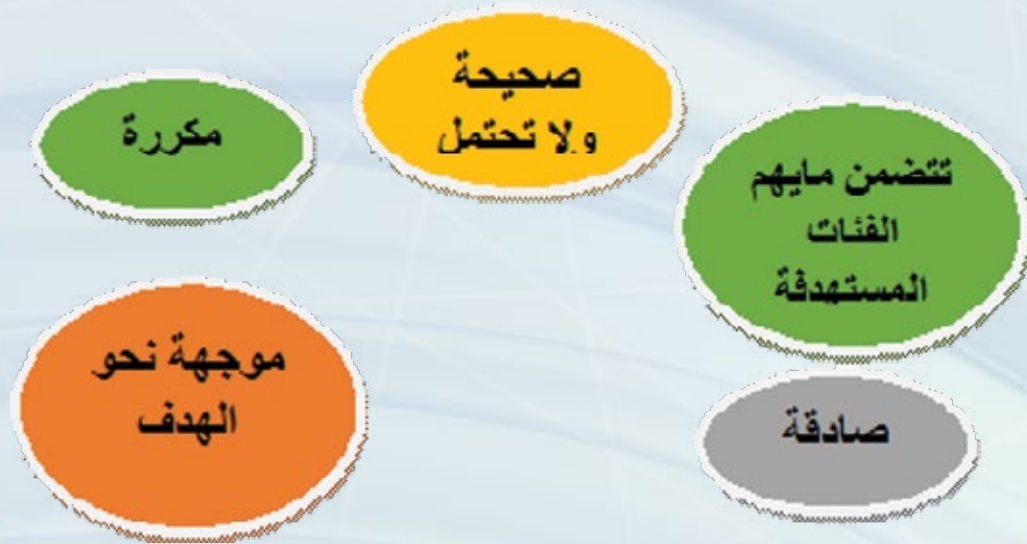 صحيحة
ولا تحتمل
مكررة
تتضمن مايهم
الفئات
المستهدفة
موجهة نحو
الهدف
صادقة